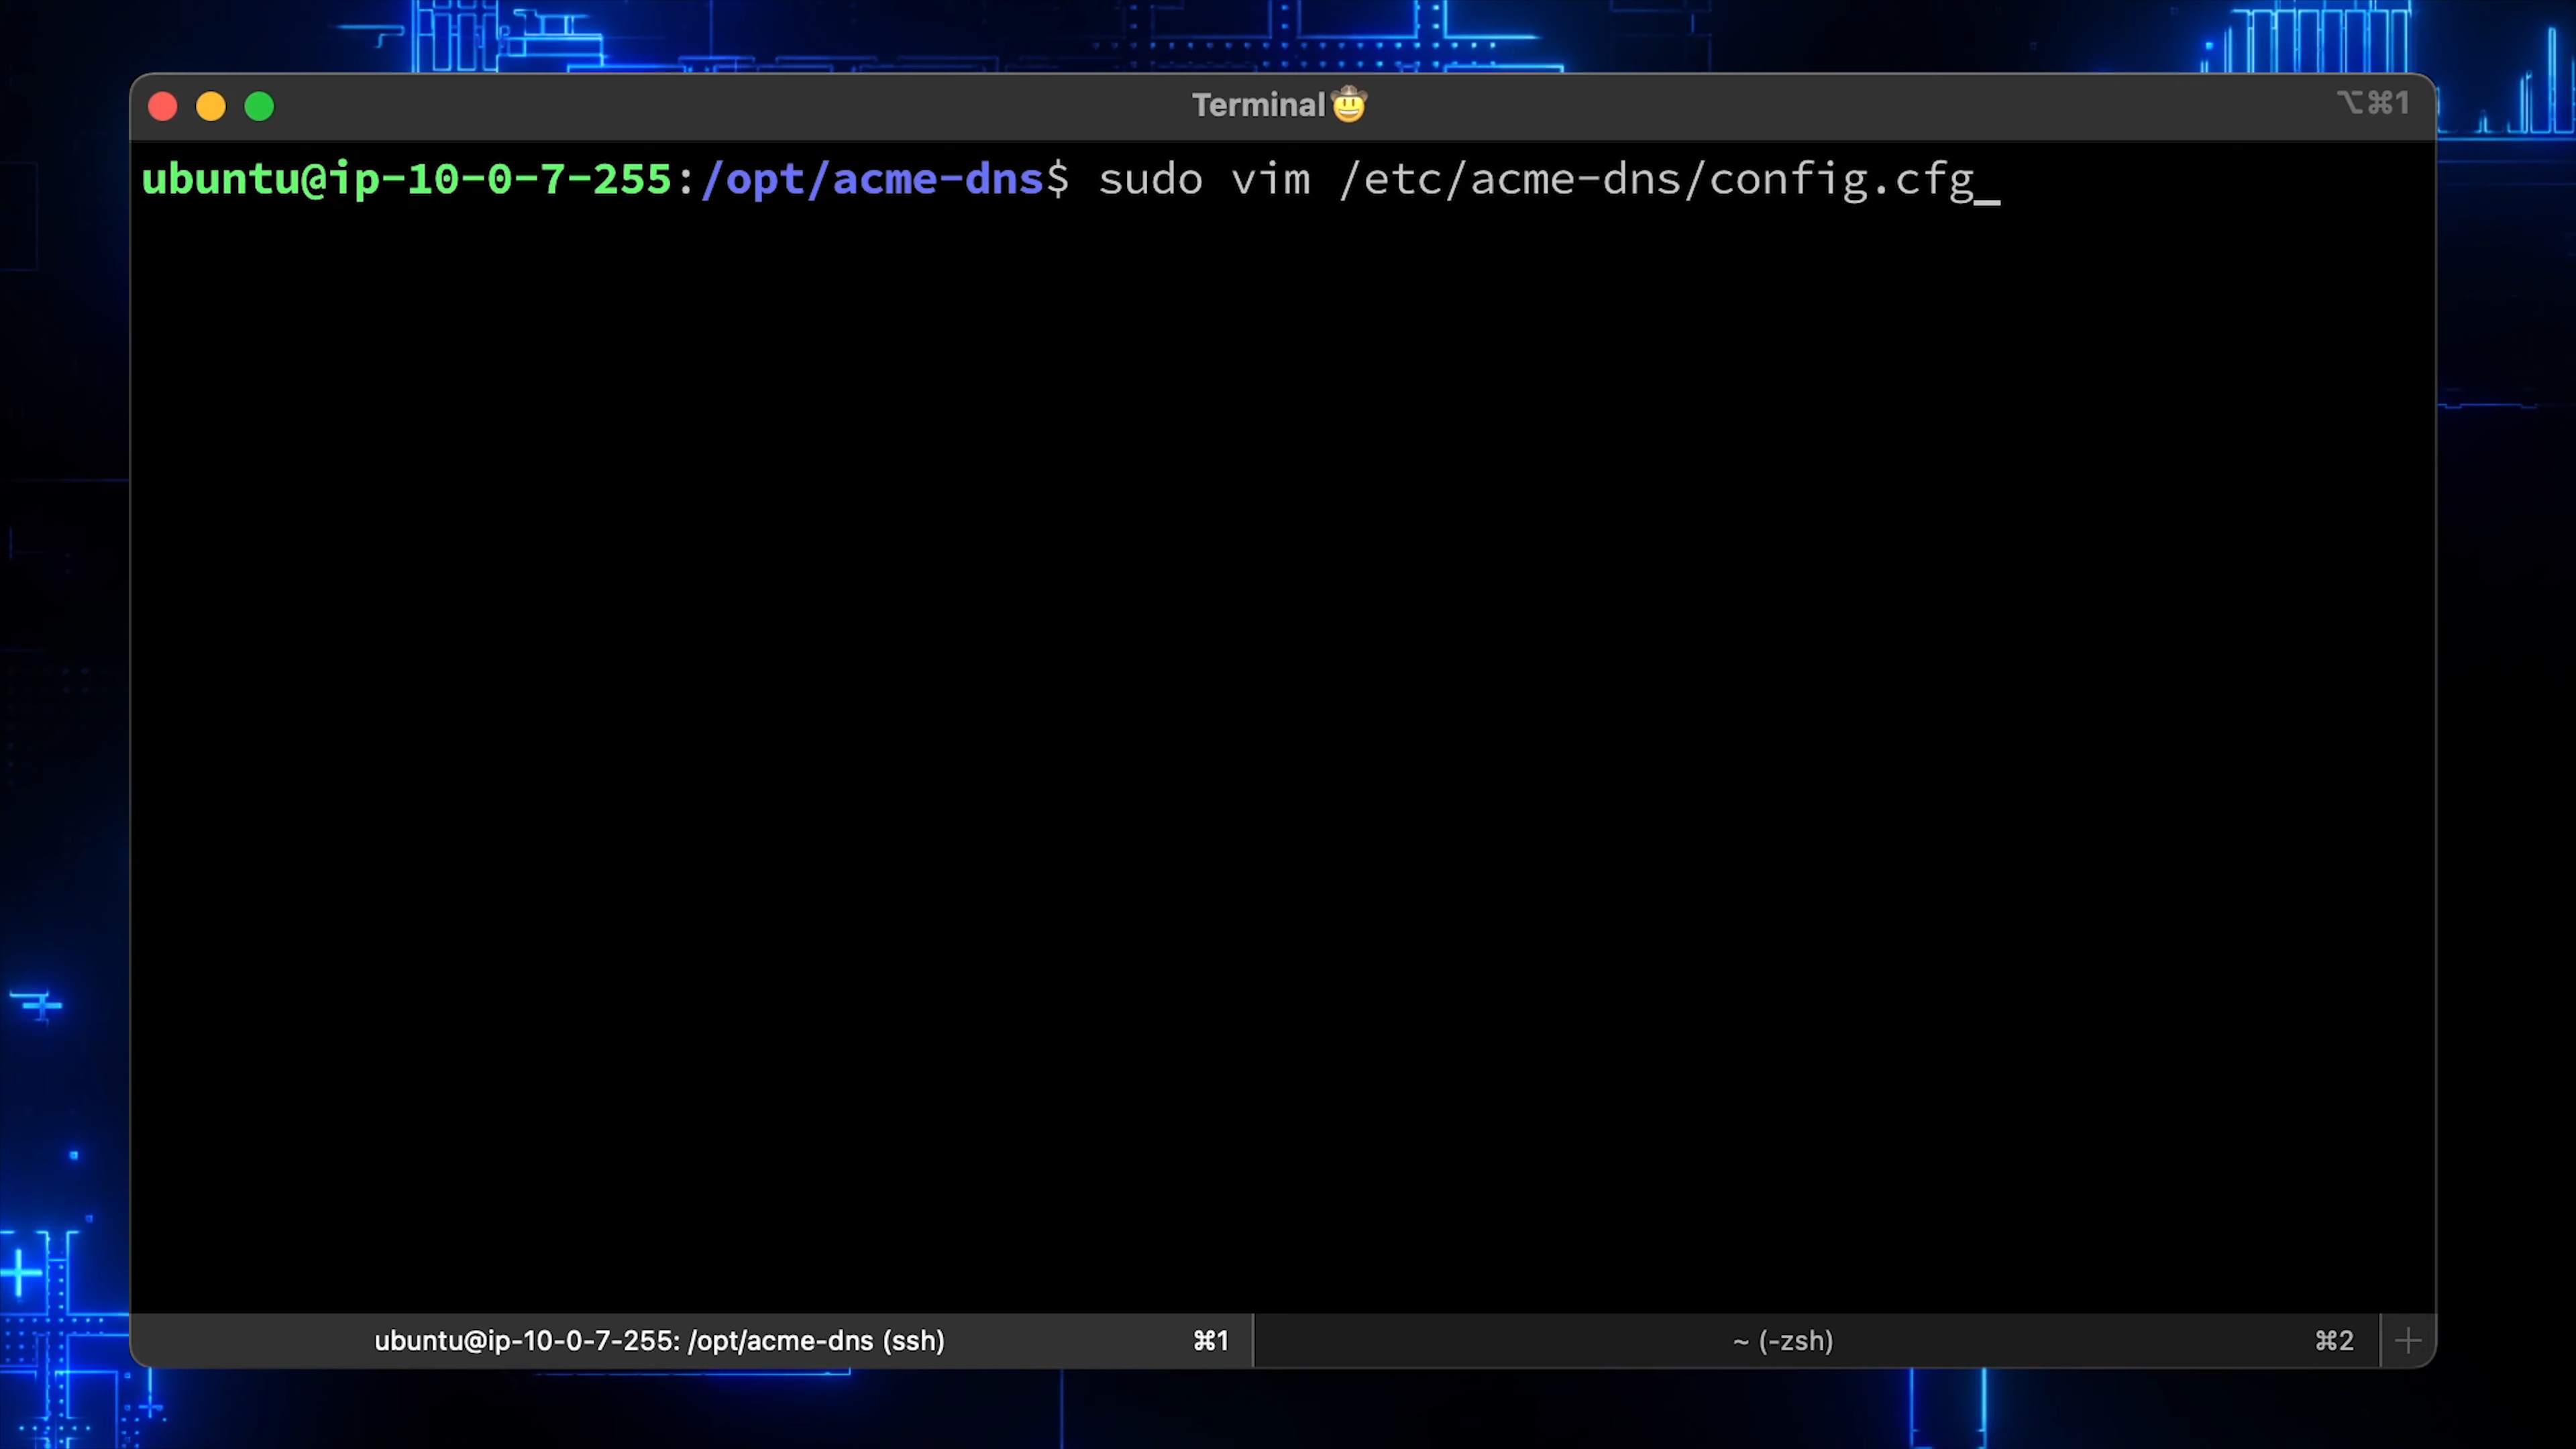 Terminal🤠
⌥⌘1
ubuntu@ip-10-0-7-255:/opt/acme-dns$ sudo vim /etc/acme-dns/config.cfg_
ubuntu@ip-10-0-7-255: /opt/acme-dns (ssh) ⌘1
~ (-zsh) ⌘2